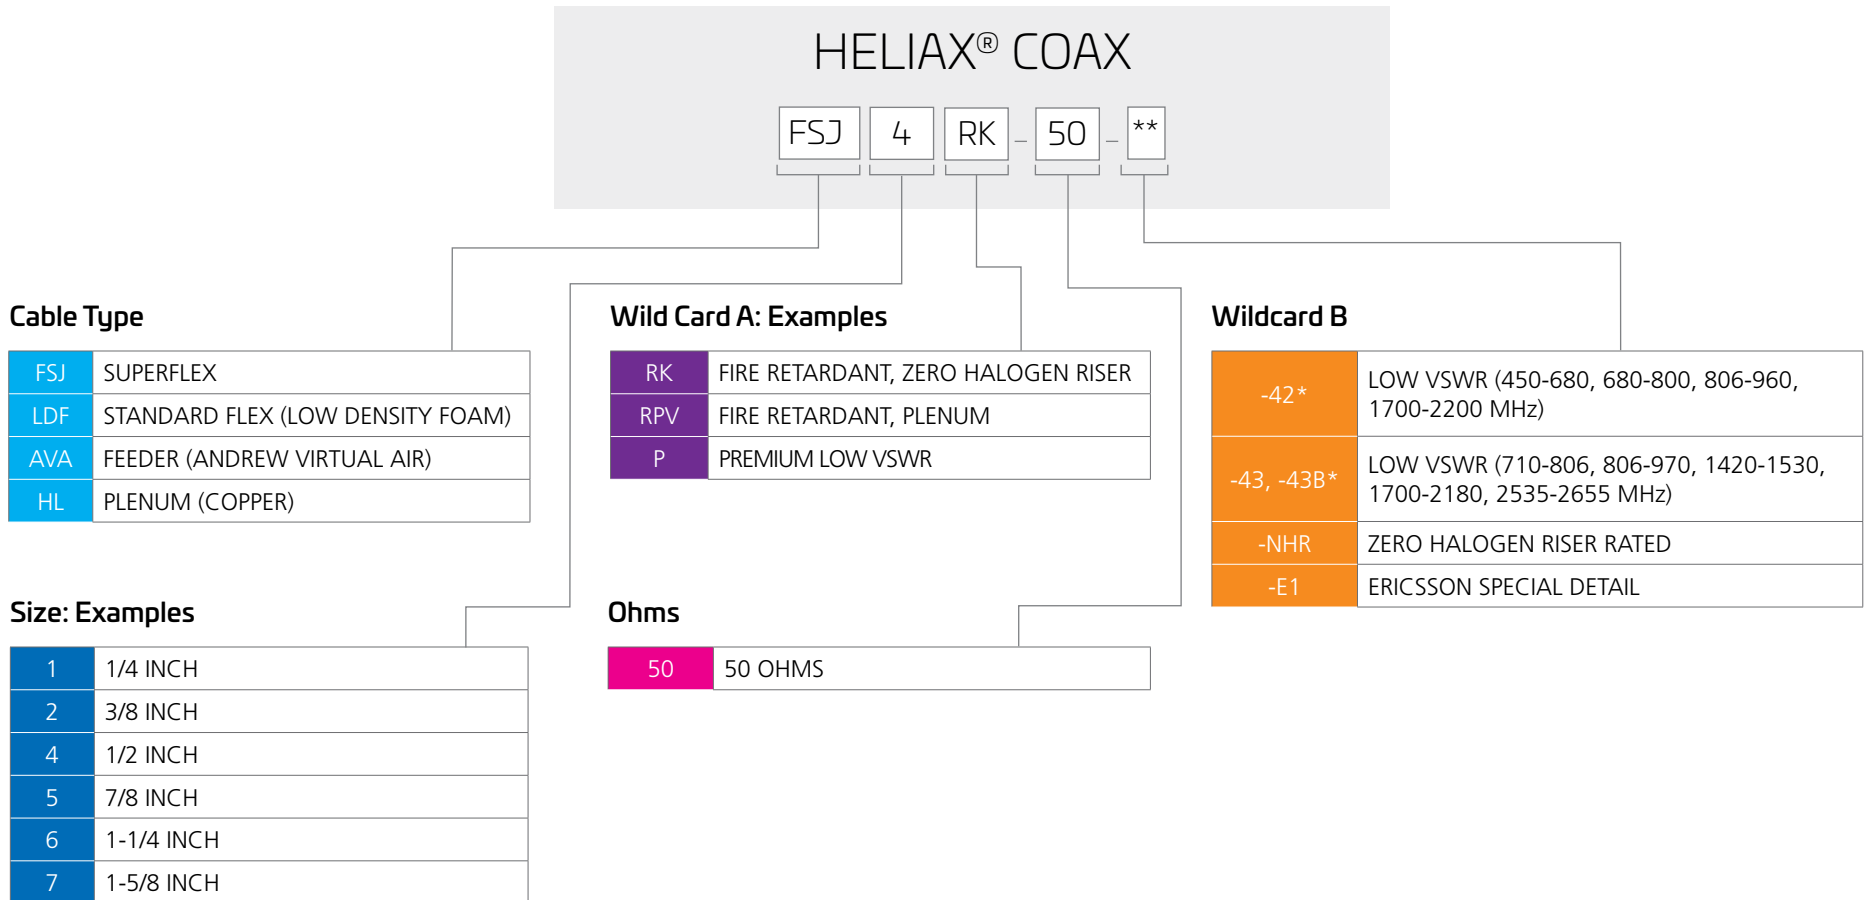 HELIAX® COAX
FSJ 4 RK - 50 - **
Cable Type
FSJ SUPERFLEX
LDF STANDARD FLEX (LOW DENSITY FOAM)
AVA FEEDER (ANDREW VIRTUAL AIR)
HL PLENUM (COPPER)
Size: Examples
1 1/4 INCH
2 3/8 INCH
4 1/2 INCH
5 7/8 INCH
6 1-1/4 INCH
7 1-5/8 INCH
Wild Card A: Examples
RK FIRE RETARDANT, ZERO HALOGEN RISER
RPV FIRE RETARDANT, PLENUM
P PREMIUM LOW VSWR
Ohms
50 50 OHMS
Wildcard B
-42* LOW VSWR (450-680, 680-800, 806-960,
1700-2200 MHz)
-43, -43B* LOW VSWR (710-806, 806-970, 1420-1530,
1700-2180, 2535-2655 MHz)
-NHR ZERO HALOGEN RISER RATED
-E1 ERICSSON SPECIAL DETAIL